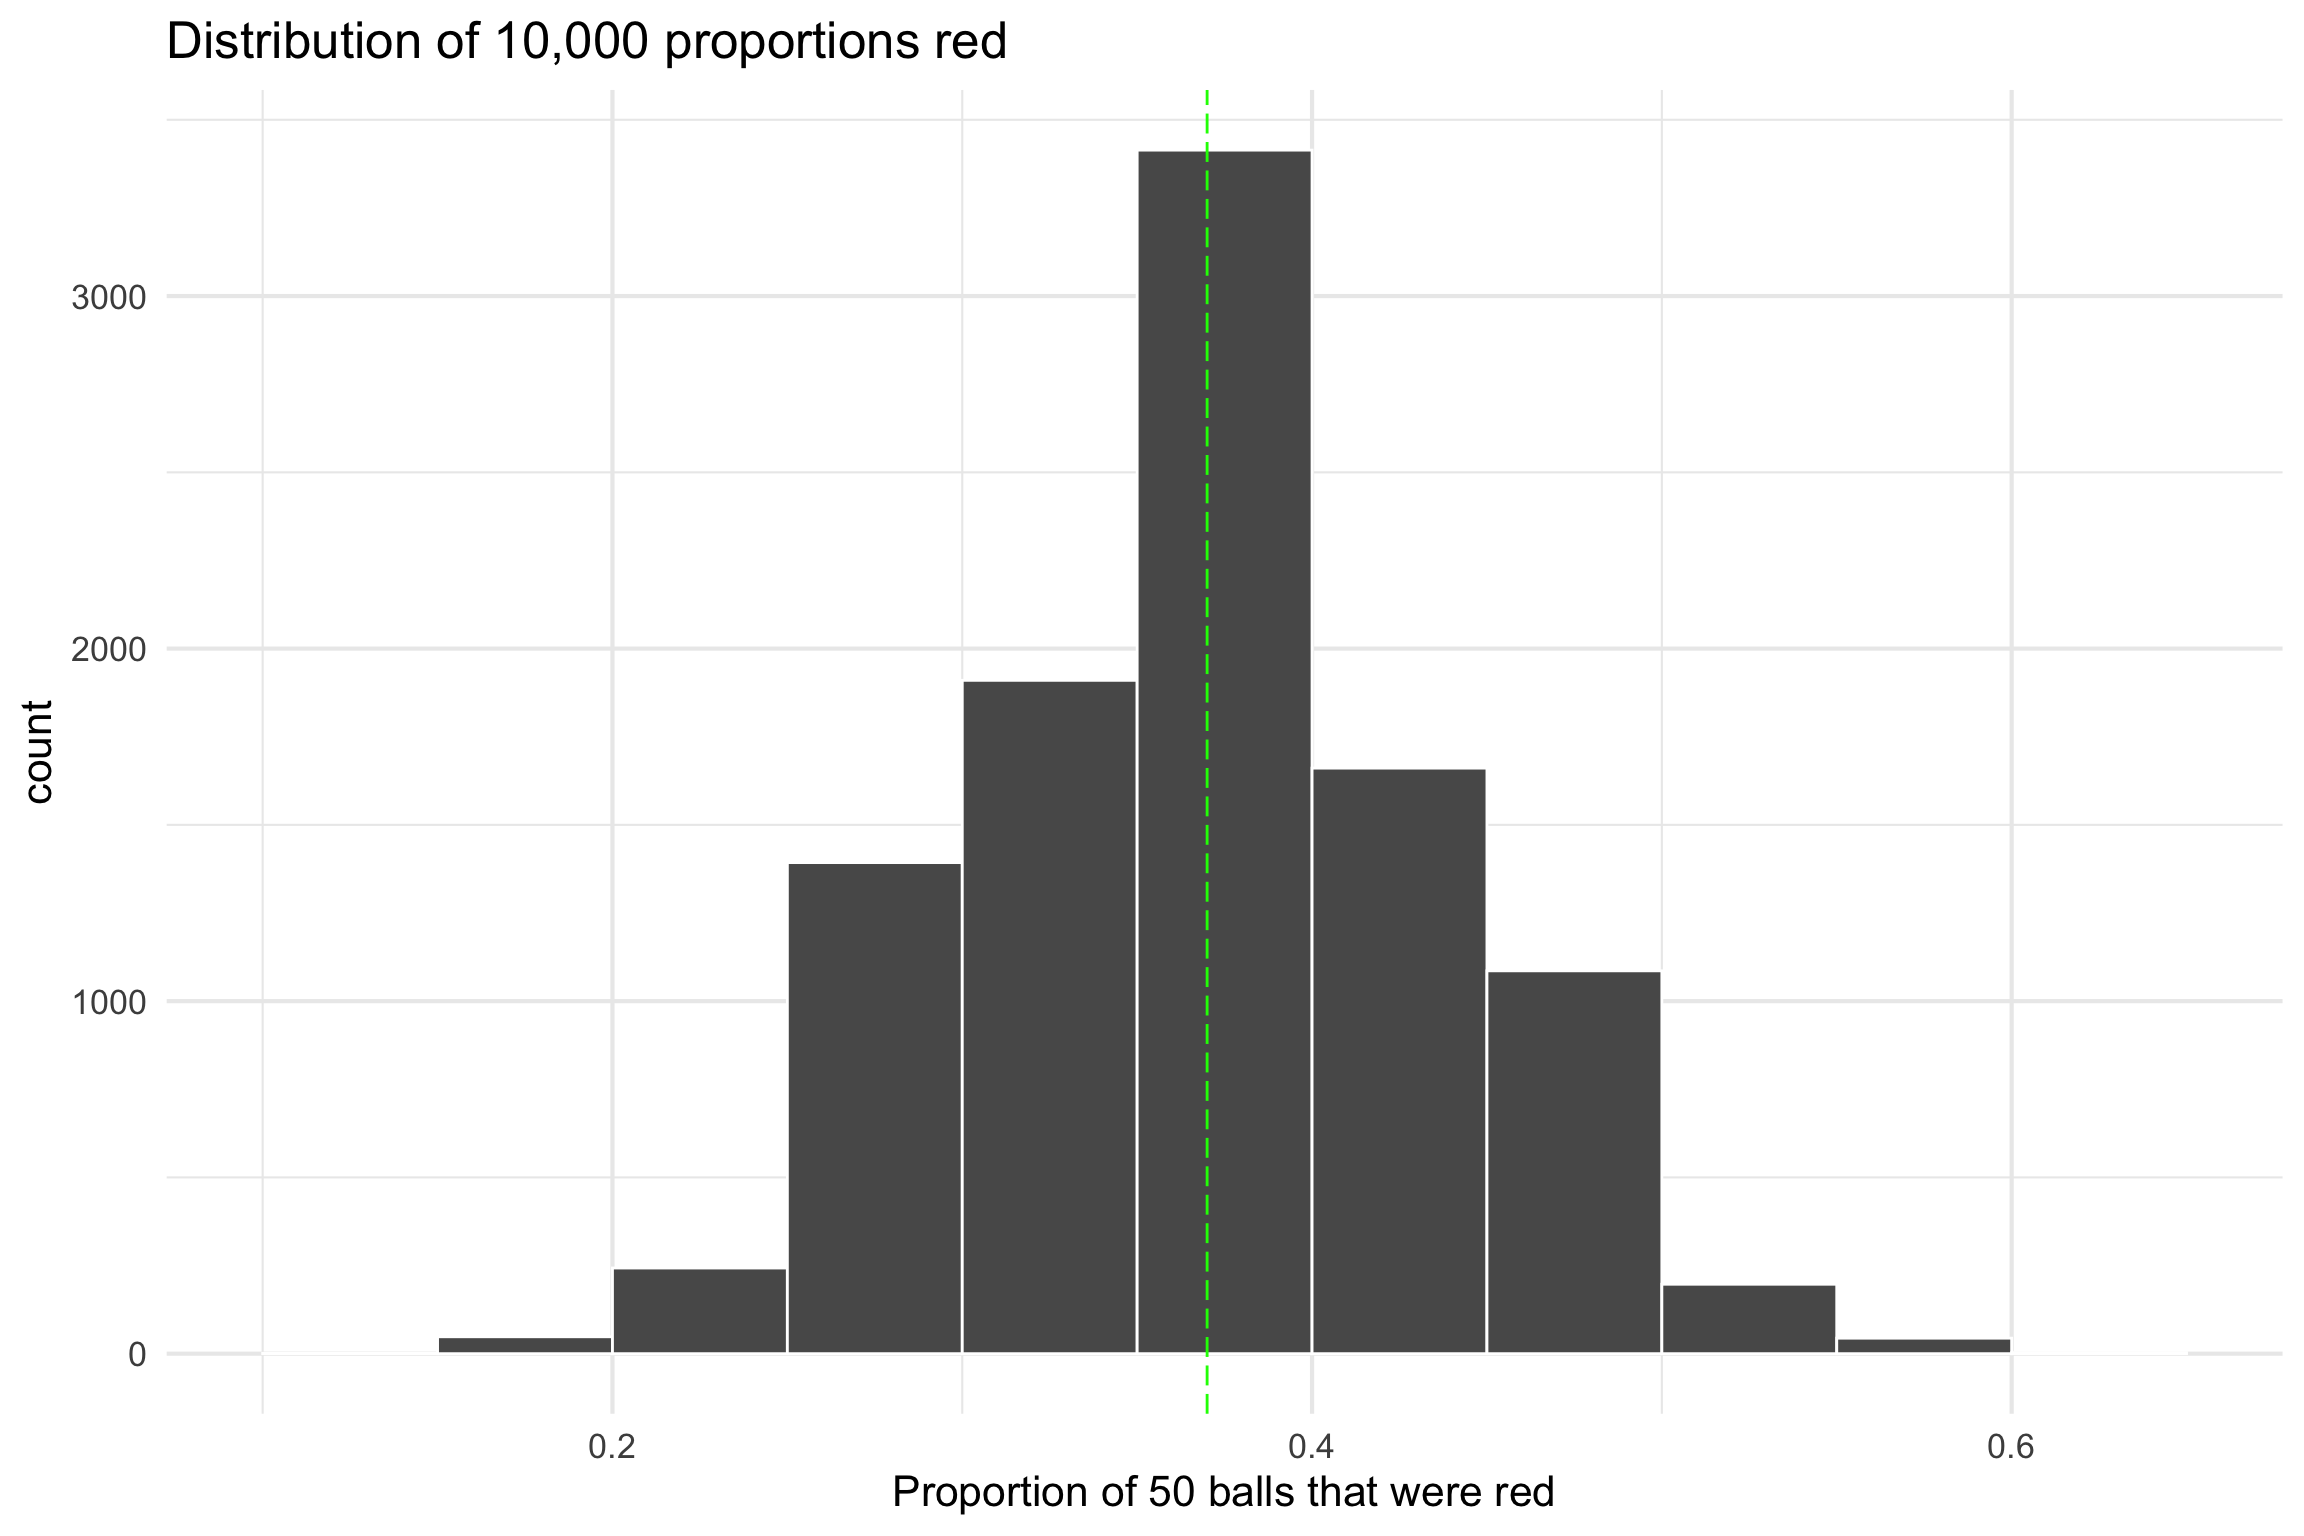 Distribution of 10,000 proportions red
3000
2000
1000
0
count
0.2
0.4
0.6
Proportion of 50 balls that were red